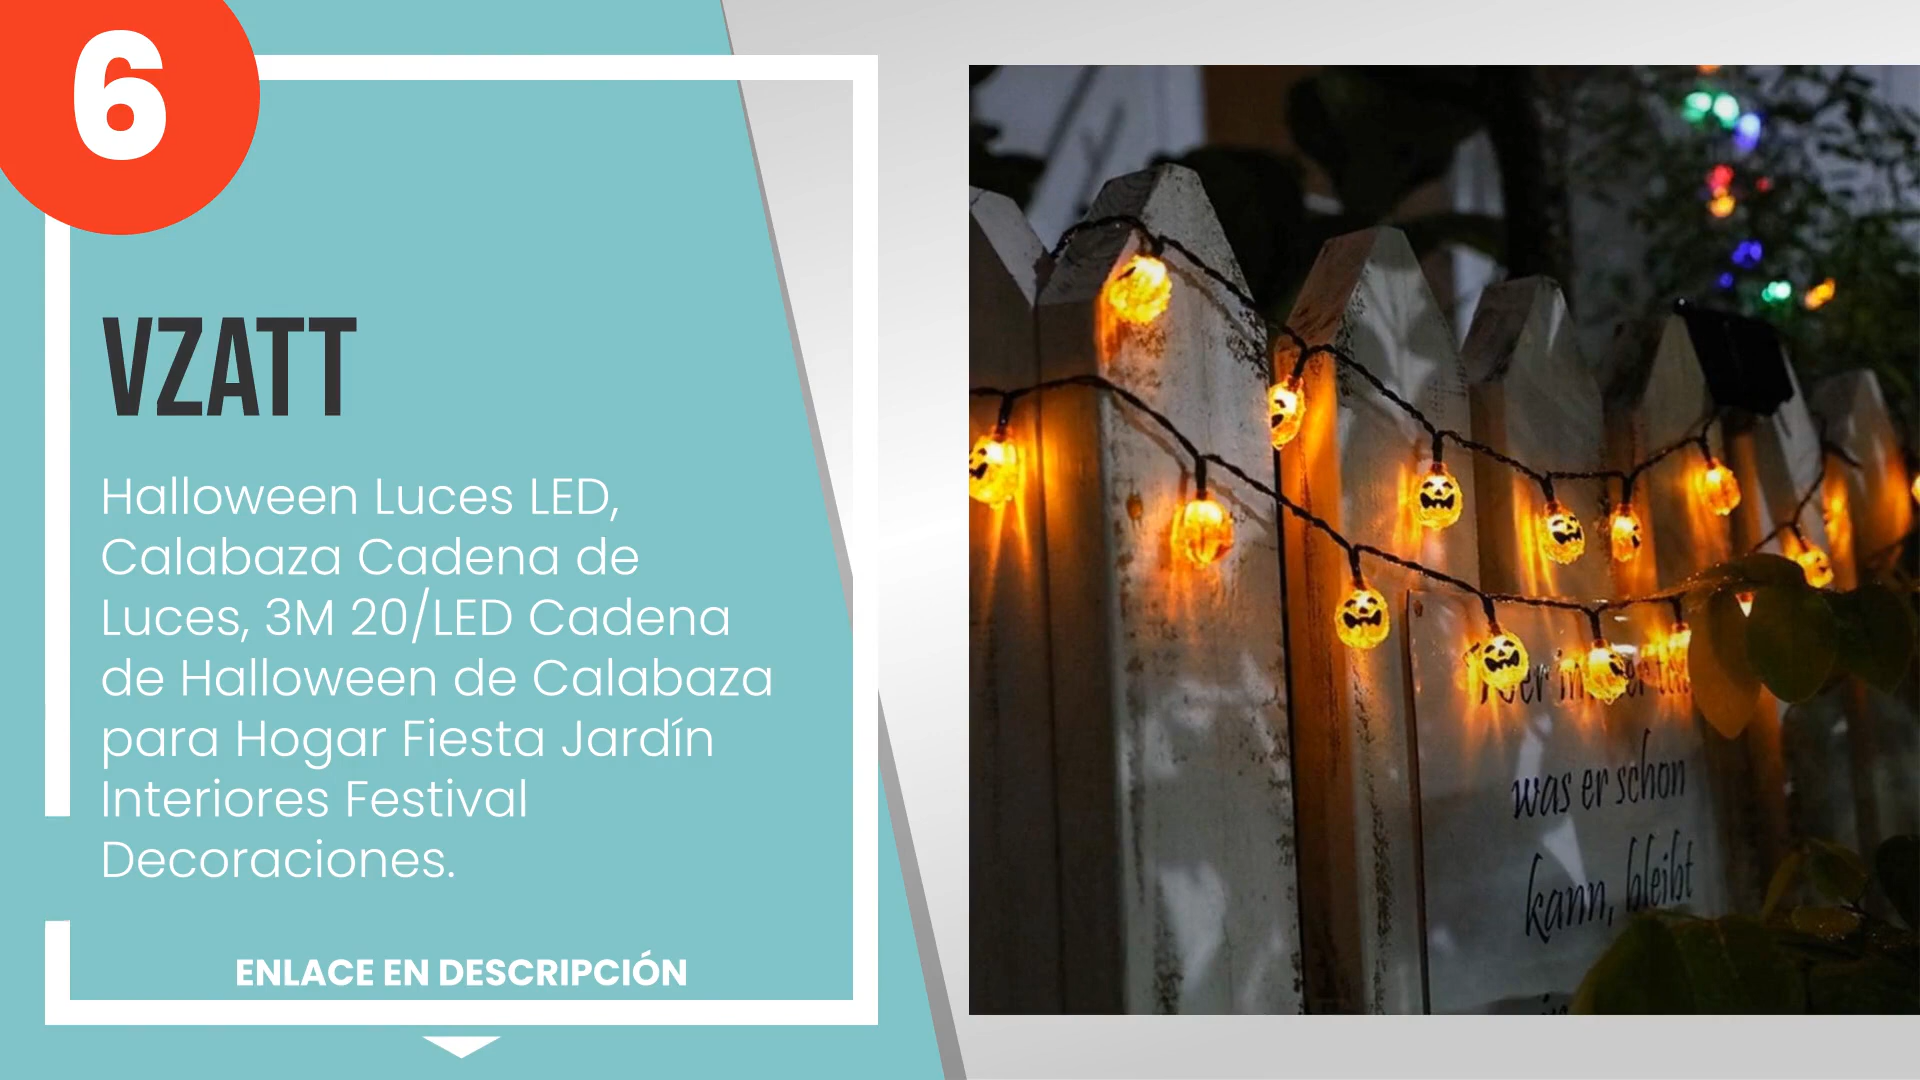 6
VZATT
Halloween Luces LED,
Calabaza Cadena de
Luces, 3M 20/LED Cadena
de Halloween de Calabaza
para Hogar Fiesta Jardín
Interiores Festival
Decoraciones.
ENLACE EN DESCRIPCIÓN
was er schon
kann, bleibt